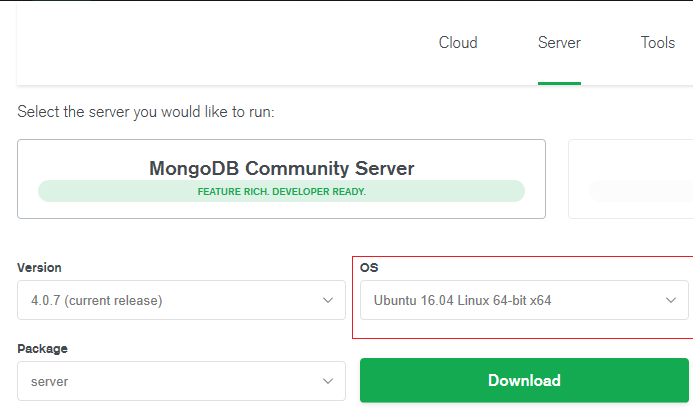 Cloud
Server
Tools
Select the server you would like to run:
MongoDB Community Server
FEATURE RICH. DEVELOPER READY.
Version
OS
4.0.7 (current release)
Ubuntu 16.04 Linux 64-bit x64
Package
server
Download